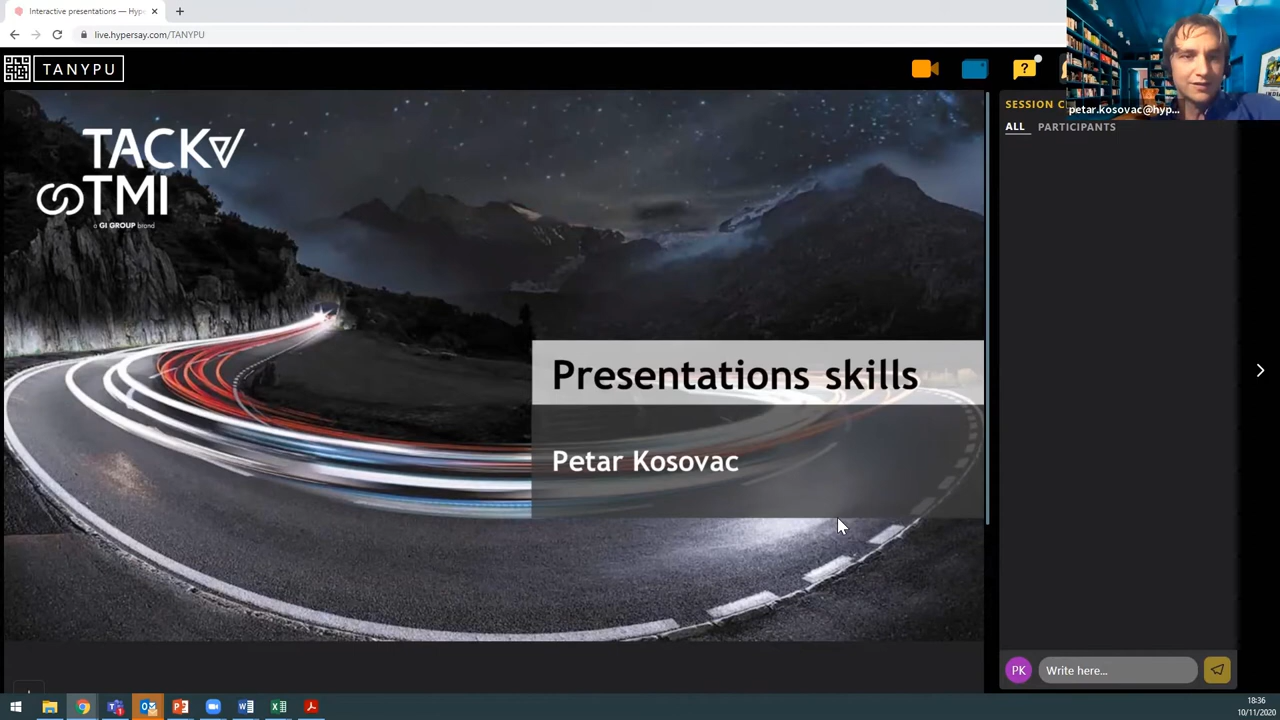 Interactive presentations — Hyp
live.hypersay.com/TANYPU
TANYPU
?
petar.kosovac@hyp...
SESSION C
ALL PARTICIPANTS
TACK
TMI
a GI GROUP brand
Presentations skills
Petar Kosovac
PK
Write here...
18:36
10/11/2020